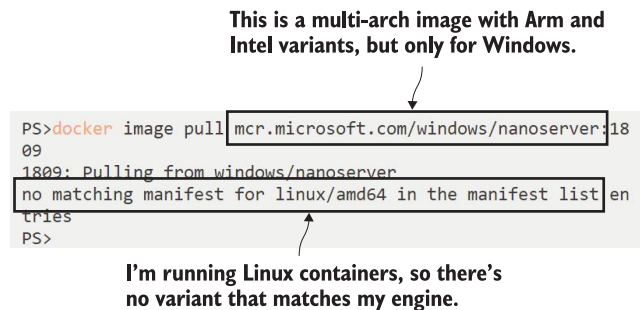 This is a multi-arch image with Arm and
Intel variants, but only for Windows.
PS>docker image pull mcr.microsoft.com/windows/nanoserver:18
09
1809: Pulling from windows/nanoserver
no matching manifest for linux/amd64 in the manifest list en
tries
PS>
I'm running Linux containers, so there's
no variant that matches my engine.